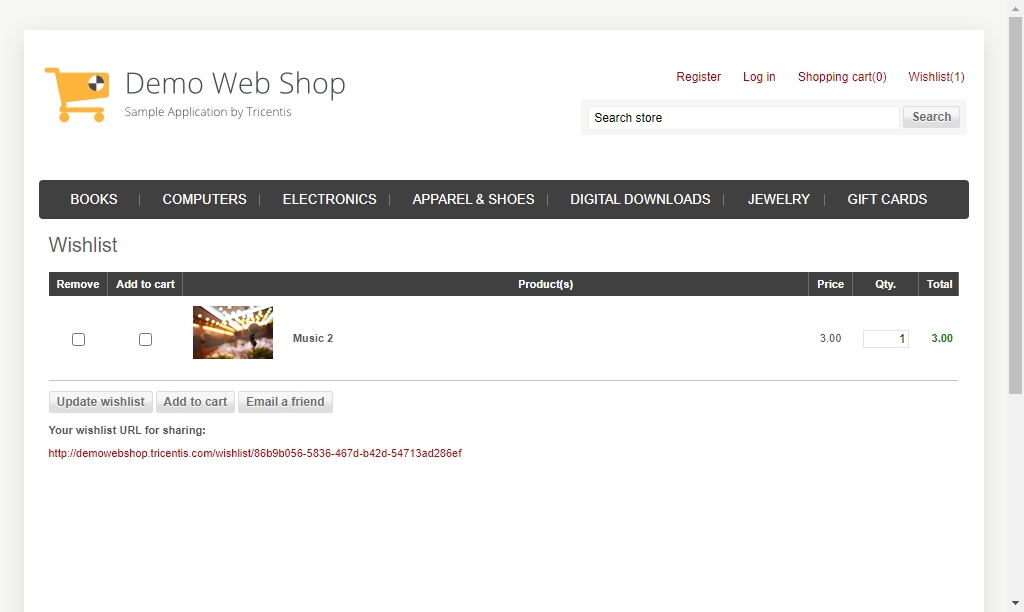 Demo Web Shop
Sample Application by Tricentis
Register Log in Shopping cart(0) Wishlist(1)
Search store Search
BOOKS COMPUTERS ELECTRONICS APPAREL & SHOES DIGITAL DOWNLOADS JEWELRY GIFT CARDS
Wishlist
Remove Add to cart Product(s) Price Qty. Total
Music 2 3.00 1 3.00
Update wishlist Add to cart Email a friend
Your wishlist URL for sharing:
http://demowebshop.tricentis.com/wishlist/86b9b056-5836-467d-b42d-54713ad286ef